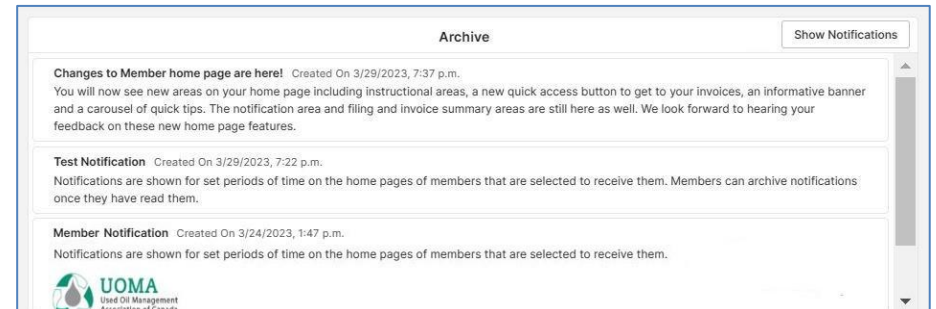 Archive
Show Notifications
Changes to Member home page are here! Created On 3/29/2023, 7:37 p.m.
You will now see new areas on your home page including instructional areas, a new quick access button to get to your invoices, an informative banner
and a carousel of quick tips. The notification area and filing and invoice summary areas are still here as well. We look forward to hearing your
feedback on these new home page features.
Test Notification Created On 3/29/2023, 7:22 p.m.
Notifications are shown for set periods of time on the home pages of members that are selected to receive them. Members can archive notifications
once they have read them.
Member Notification Created On 3/24/2023, 1:47 p.m.
Notifications are shown for set periods of time on the home pages of members that are selected to receive them.
UOMA
Used Oil Management
Association of Canada